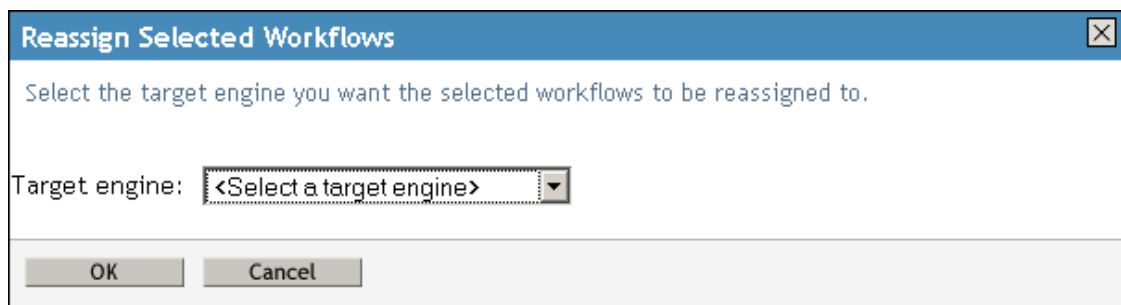 Reassign Selected Workflows
Select the target engine you want the selected workflows to be reassigned to.
Target engine: <Select a target engine>
OK Cancel